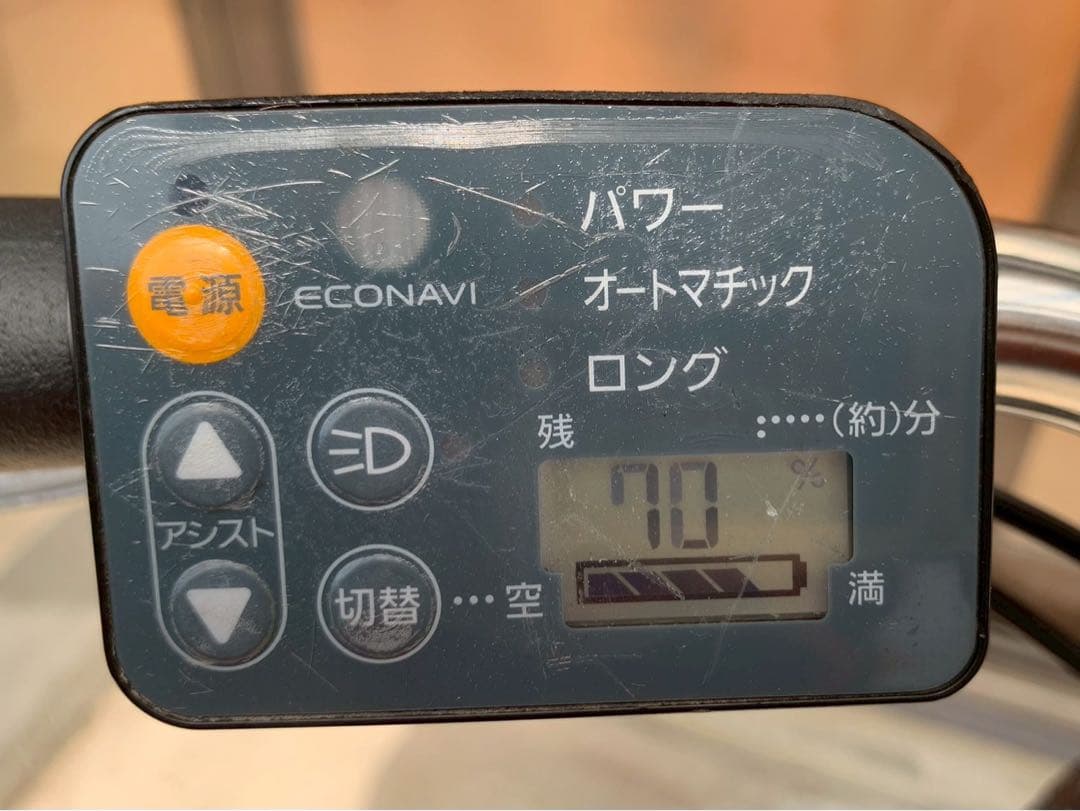 パワー
電源 ECONAVI オートマチック
ロング
残 :·····(約)分
70 %
アシスト
切替 ··· 空 満